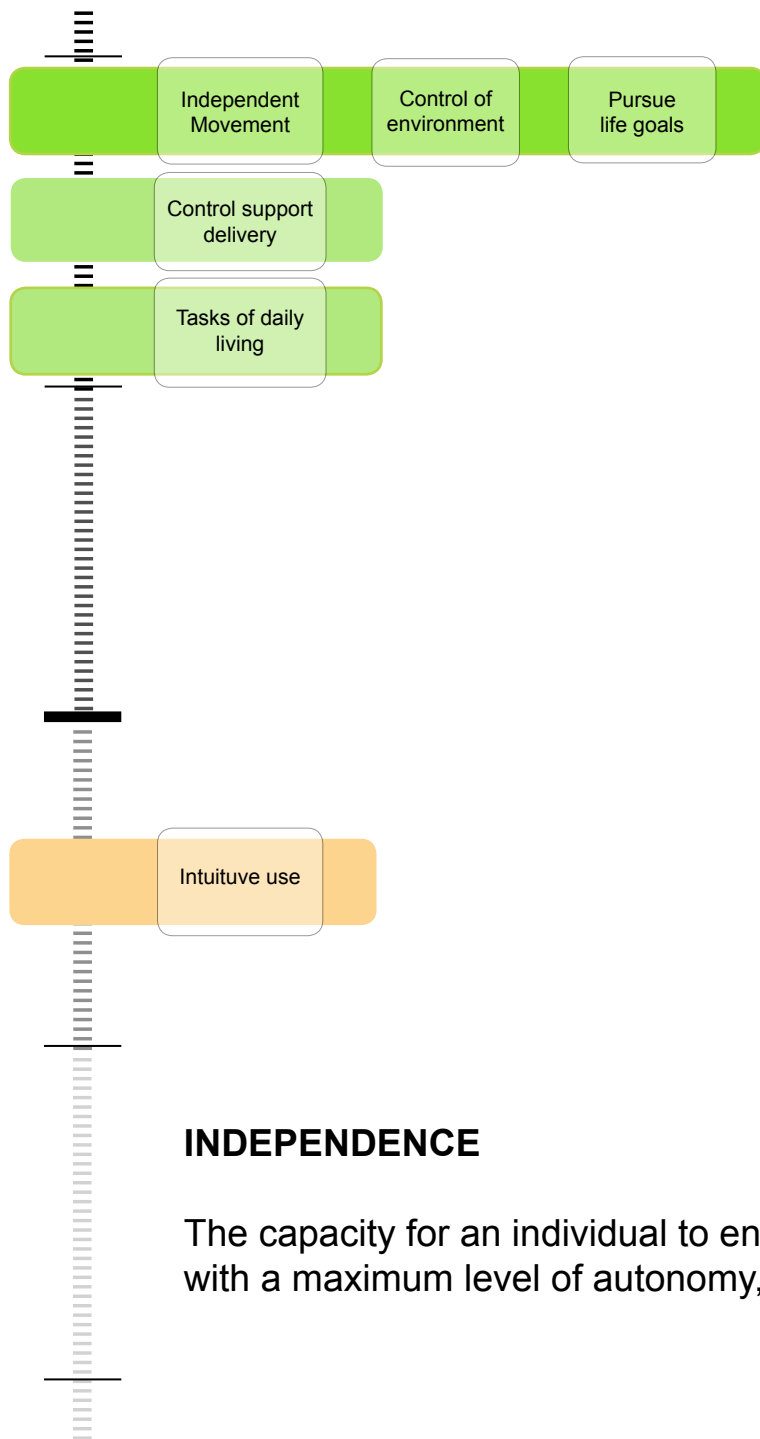 Independent
Movement
Control of
environment
Pursue
life goals
Control support
delivery
Tasks of daily
living
Intuituve use
INDEPENDENCE
The capacity for an individual to en
with a maximum level of autonomy,